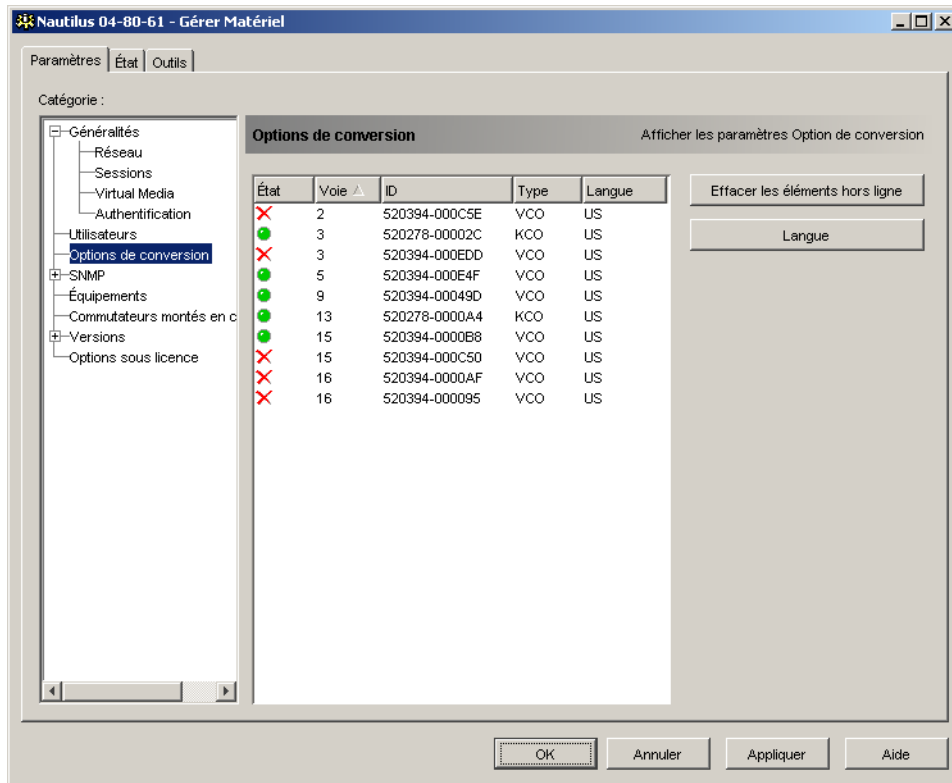 Nautilus 04-80-61 - Gérer Matériel
Paramètres État Outils
Catégorie :
Généralités
Réseau
Sessions
Virtual Media
Authentification
Utilisateurs
Options de conversion
SNMP
Équipements
Commutateurs montés en c
Versions
Options sous licence
Options de conversion Afficher les paramètres Option de conversion
État Voie ID Type Langue
2 520394-000C5E VCO US
3 520278-00002C KCO US
3 520394-000EDD VCO US
5 520394-000E4F VCO US
9 520394-00049D VCO US
13 520278-0000A4 KCO US
15 520394-0000B8 VCO US
15 520394-000C50 VCO US
16 520394-0000AF VCO US
16 520394-000095 VCO US
Effacer les éléments hors ligne
Langue
OK Annuler Appliquer Aide